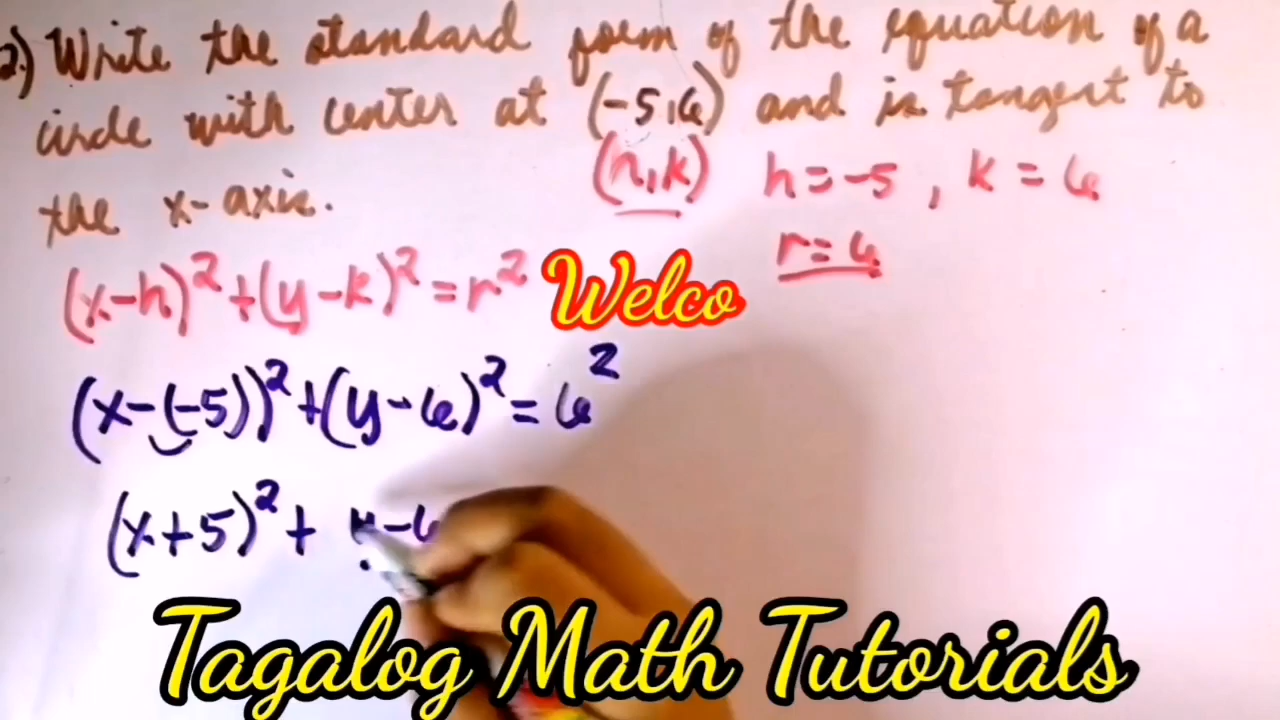 2.) Write the standard form of the equation of a
circle with center at (-5,6) and is tangent to
the x-axis.
(h,k) h=-5, k=6
r=6
(x-h)²+(y-k)²=r²
Welco
(x-(-5))²+(y-6)²=6²
(x+5)²+ y-6
Tagalog Math Tutorials